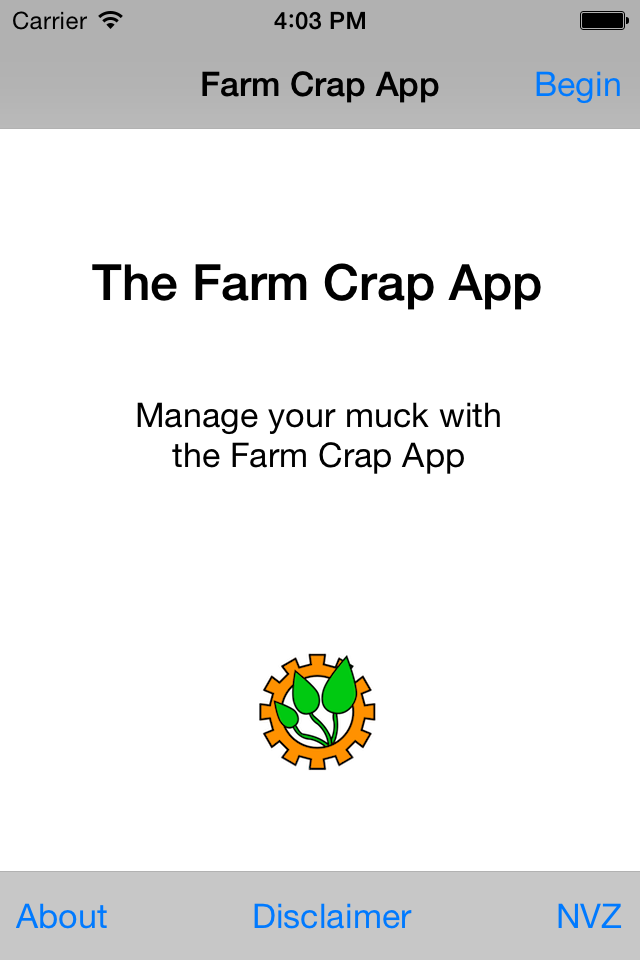 Carrier 4:03 PM
Farm Crap App Begin
The Farm Crap App
Manage your muck with
the Farm Crap App
About Disclaimer NVZ